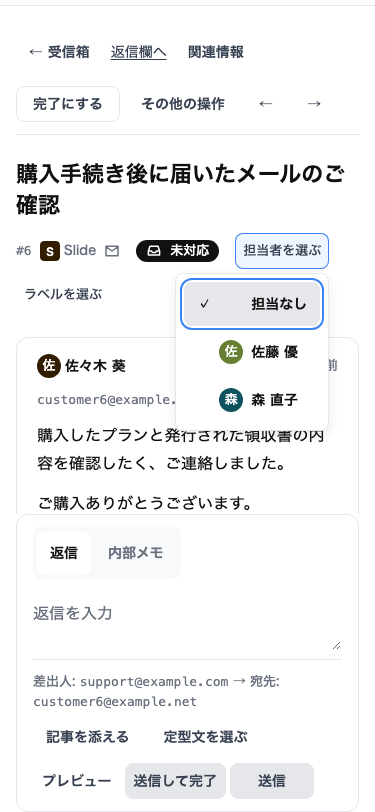 ← 受信箱 返信欄へ 関連情報
完了にする その他の操作 ← →
購入手続き後に届いたメールのご
確認
#6 S Slide 未対応 担当者を選ぶ
ラベルを選ぶ
✓ 担当なし
佐 佐藤 優
森 森 直子
佐 佐々木 葵 前
customer6@example.
購入したプランと発行された領収書の内
容を確認したく、ご連絡しました。
ご購入ありがとうございます。
返信 内部メモ
返信を入力
差出人: support@example.com → 宛先:
customer6@example.net
記事を添える 定型文を選ぶ
プレビュー 送信して完了 送信